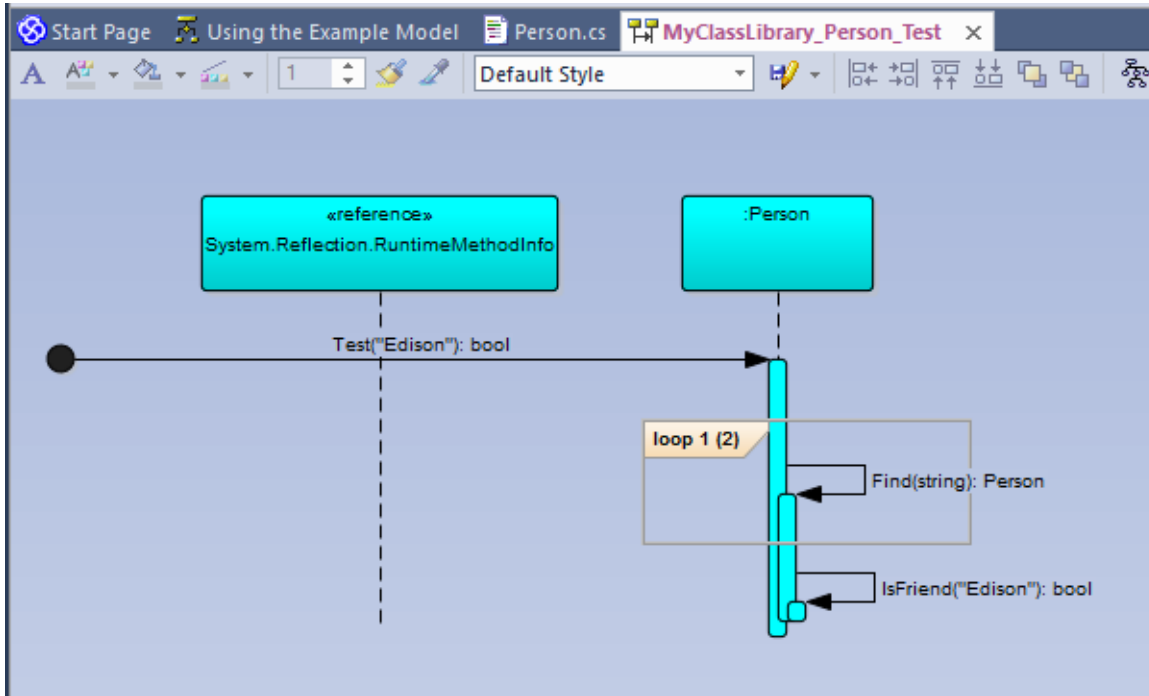 Start Page Using the Example Model Person.cs MyClassLibrary_Person_Test ×
A A 1 Default Style
«reference»
System.Reflection.RuntimeMethodInfo
:Person
Test("Edison"): bool
loop 1 (2)
Find(string): Person
IsFriend("Edison"): bool